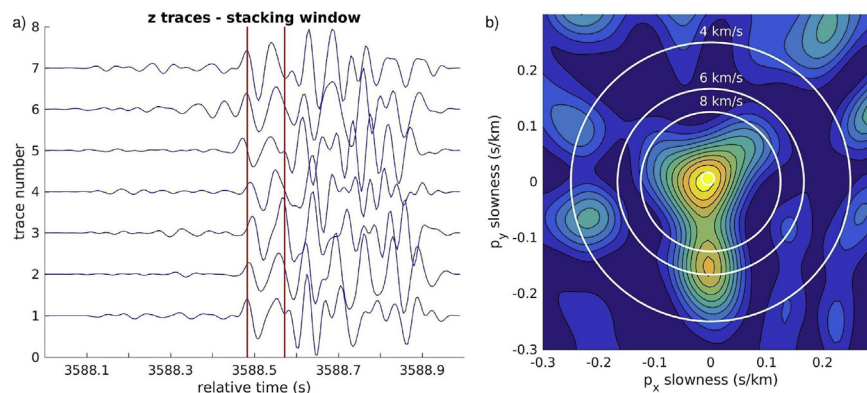 a)
z traces - stacking window
8
7
6
5
4
3
2
1
0
trace number
3588.1 3588.3 3588.5 3588.7 3588.9
relative time (s)
b)
4 km/s
6 km/s
8 km/s
0.2
0.1
0
-0.1
-0.2
-0.3
p_y slowness (s/km)
-0.3 -0.2 -0.1 0 0.1 0.2
p_x slowness (s/km)